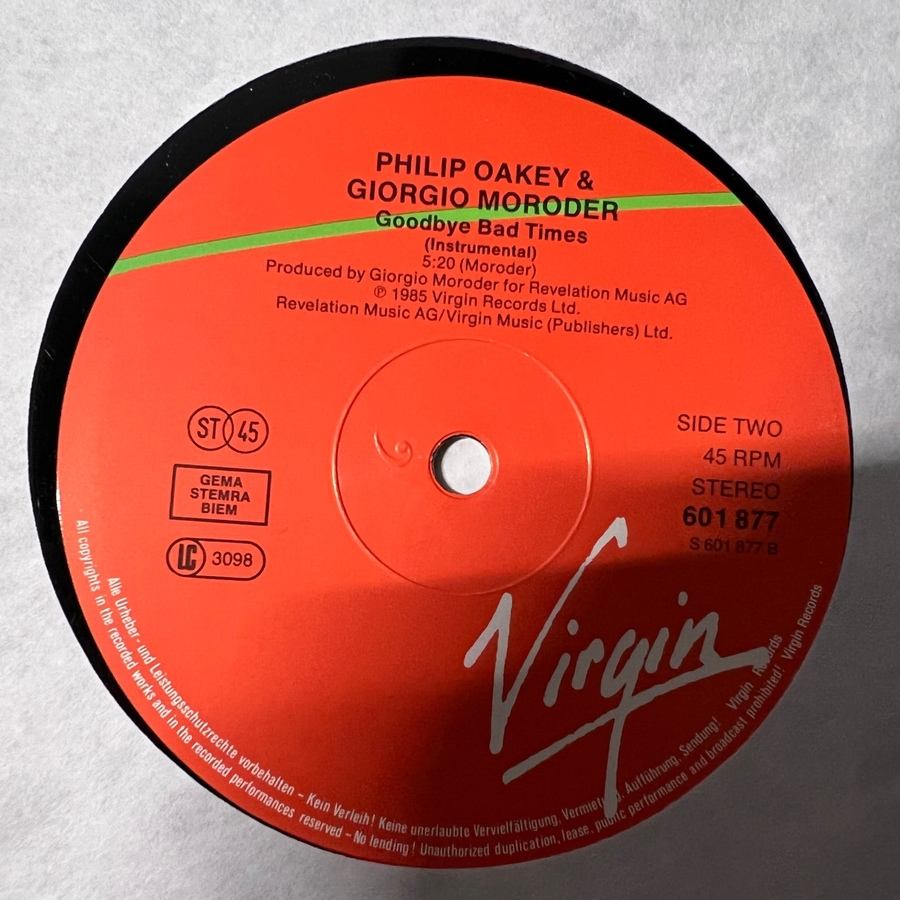 PHILIP OAKEY &
GIORGIO MORODER
Goodbye Bad Times
(Instrumental)
5:20 (Moroder)
Produced by Giorgio Moroder for Revelation Music AG
℗ 1985 Virgin Records Ltd.
Revelation Music AG/Virgin Music (Publishers) Ltd.
ST 45
GEMA
STEMRA
BIEM
LC 3098
SIDE TWO
45 RPM
STEREO
601 877
S 601 877 B
Virgin
Alle Urheber- und Leistungsschutzrechte vorbehalten – Kein Verleih! Keine unerlaubte Vervielfältigung, Vermietung, Aufführung, Sendung! Virgin Records
All copyrights in the recorded works and in the recorded performances reserved – No lending! Unauthorized duplication, lease, public performance and broadcast prohibited! Virgin Records